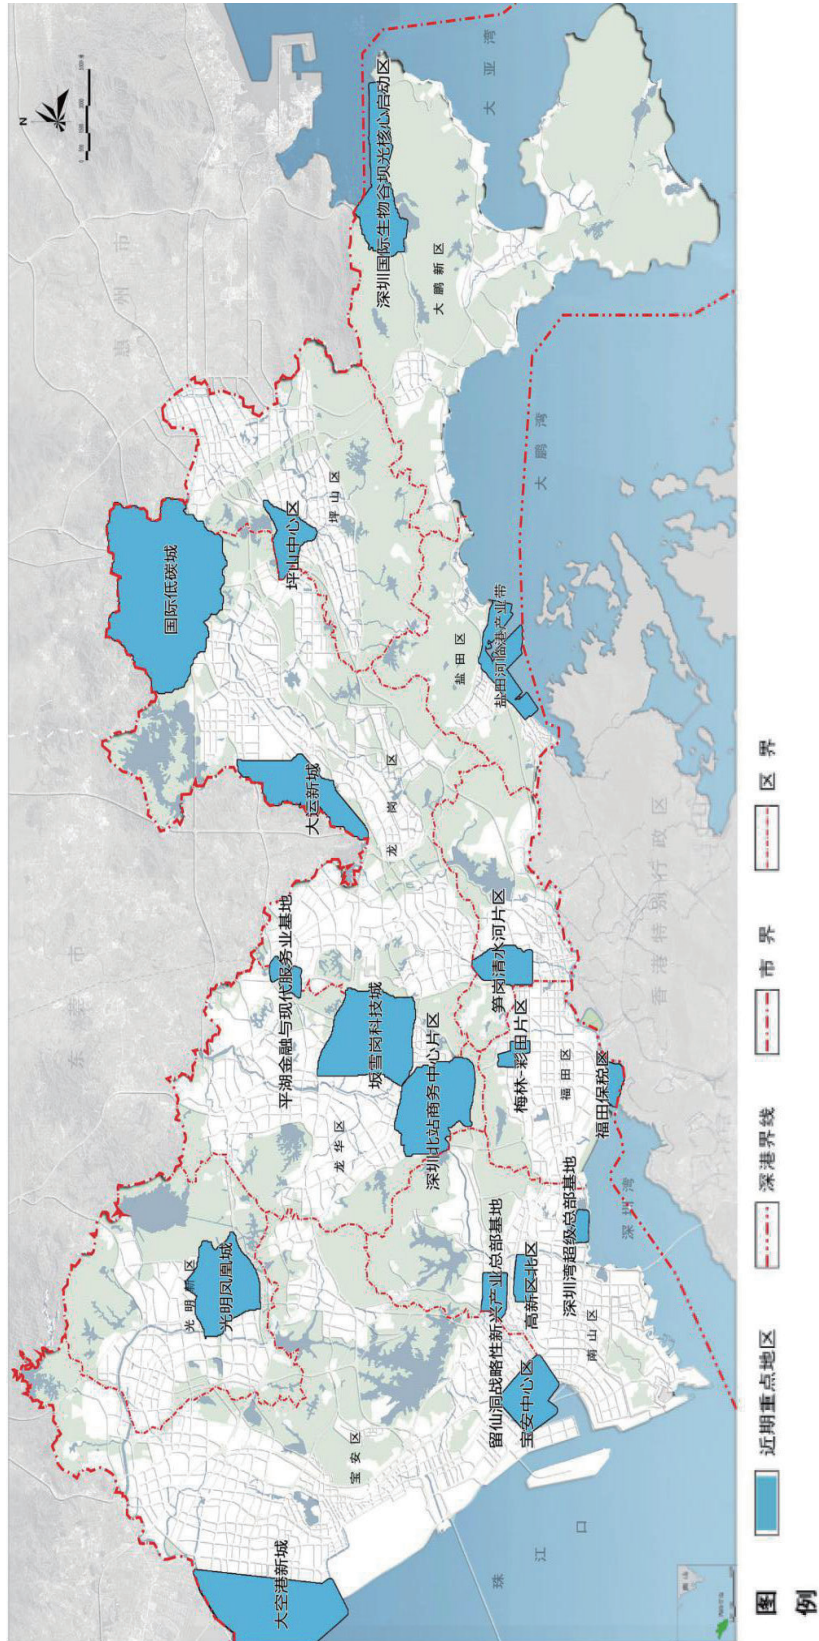 N
惠州市
东莞市
大亚湾
深圳国际生物谷坝光核心启动区
大鹏新区
大鹏湾
国际低碳城
坪山中心区
坪山区
盐田区
盐田河临港产业带
大运新城
龙岗区
平湖金融与现代服务业基地
坂雪岗科技城
深圳北站商务中心片区
龙华区
笋岗清水河片区
梅林-彩田片区
福田区
福田保税区
香港特别行政区
光明新区
光明凤凰城
留仙洞战略性新兴产业总部基地
高新区北区
深圳湾超级总部基地
深圳湾
南山区
宝安中心区
宝安区
大空港新城
珠江口
图例
近期重点地区
深港界线
市界
区界